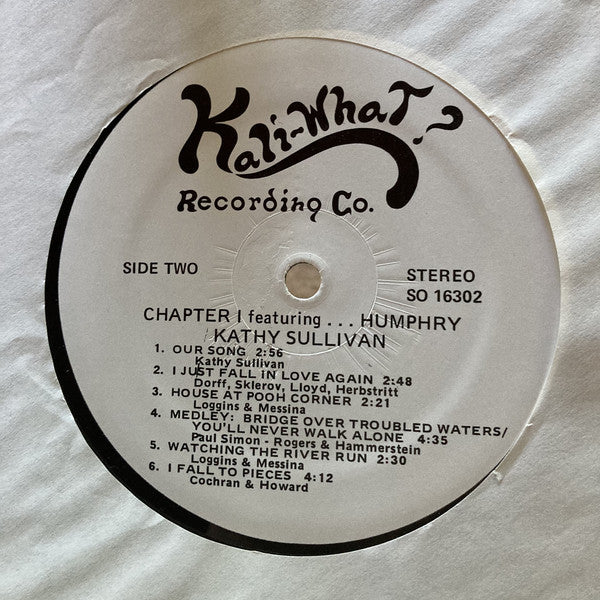 Kali-What?
Recording Co.
SIDE TWO
STEREO
SO 16302
CHAPTER I featuring . . . HUMPHRY
KATHY SULLIVAN
1. OUR SONG 2:56
Kathy Sullivan
2. I JUST FALL IN LOVE AGAIN 2:48
Dorff, Sklerov, Lloyd, Herbstritt
3. HOUSE AT POOH CORNER 2:21
Loggins & Messina
4. MEDLEY: BRIDGE OVER TROUBLED WATERS/
YOU'LL NEVER WALK ALONE 4:35
Paul Simon - Rogers & Hammerstein
5. WATCHING THE RIVER RUN 2:30
Loggins & Messina
6. I FALL TO PIECES 4:12
Cochran & Howard